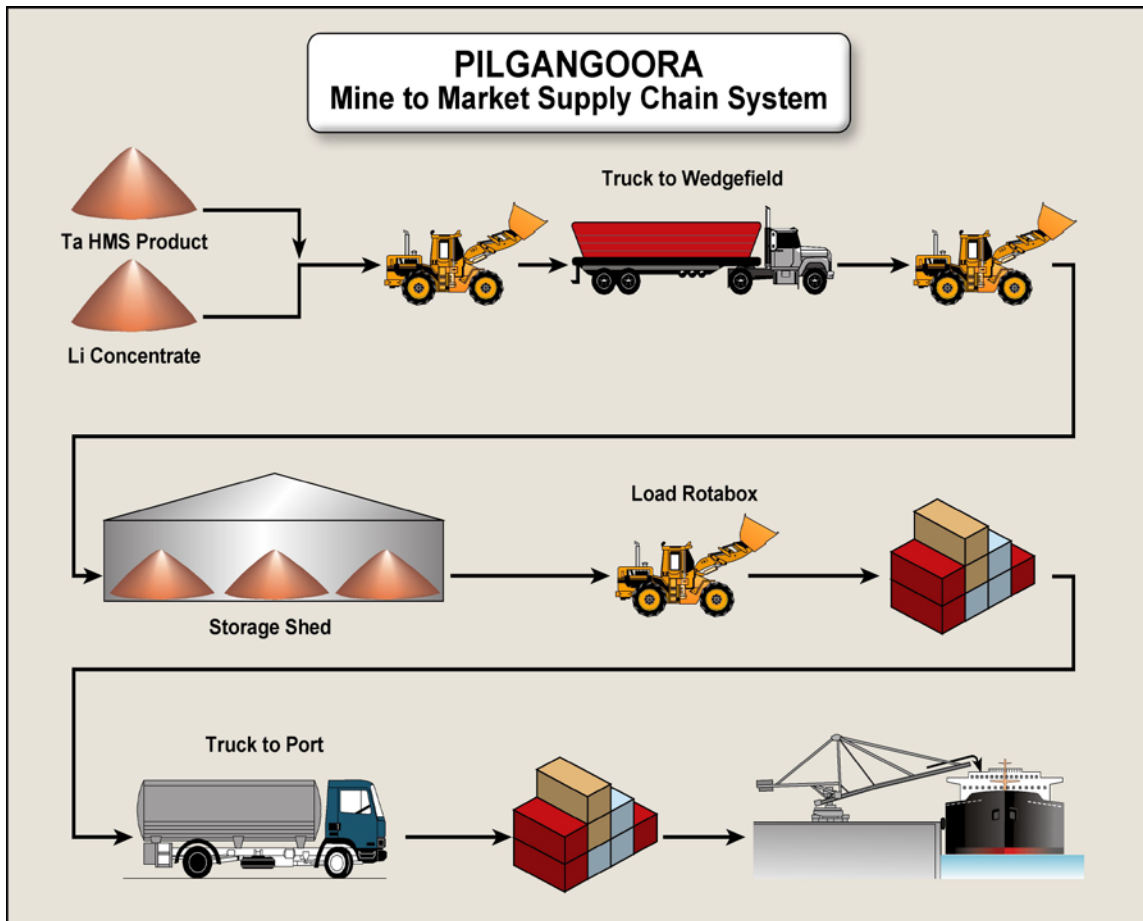 PILGANGOORA
Mine to Market Supply Chain System
Truck to Wedgefield
Ta HMS Product
Li Concentrate
Load Rotabox
Storage Shed
Truck to Port